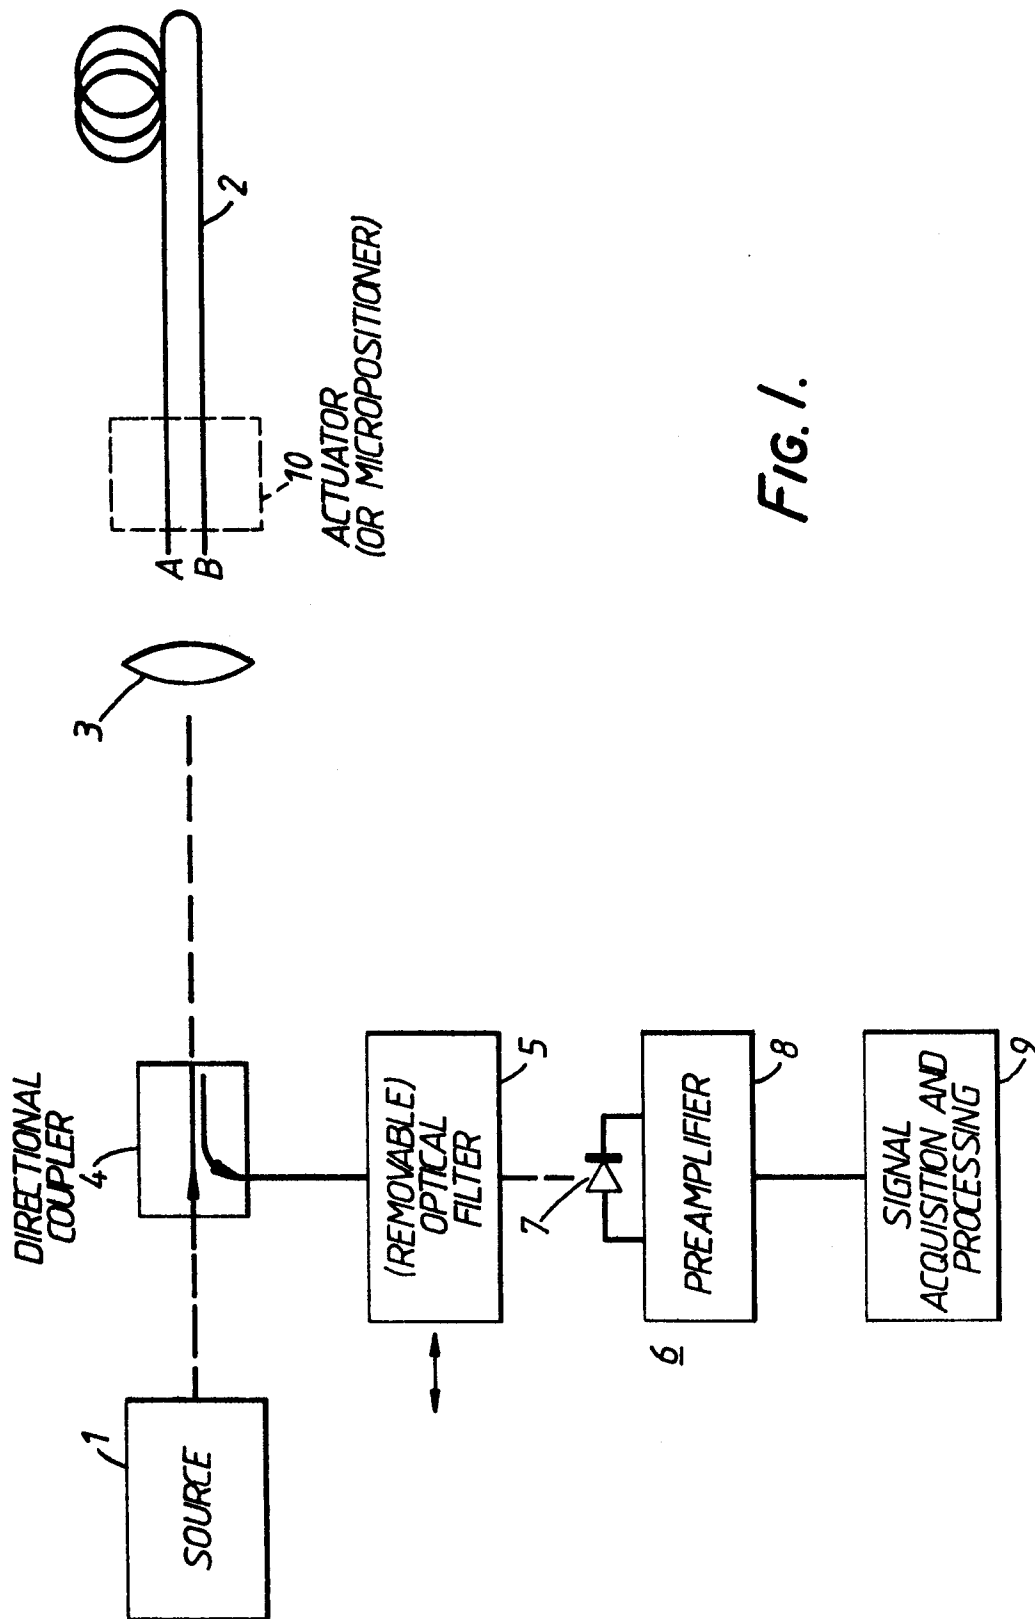 SOURCE
1
DIRECTIONAL
COUPLER
4
3
A
B
10
ACTUATOR
(OR MICROPOSITIONER)
2
(REMOVABLE)
OPTICAL
FILTER
5
7
6
PREAMPLIFIER
8
SIGNAL
ACQUISITION AND
PROCESSING
9
FIG. 1.